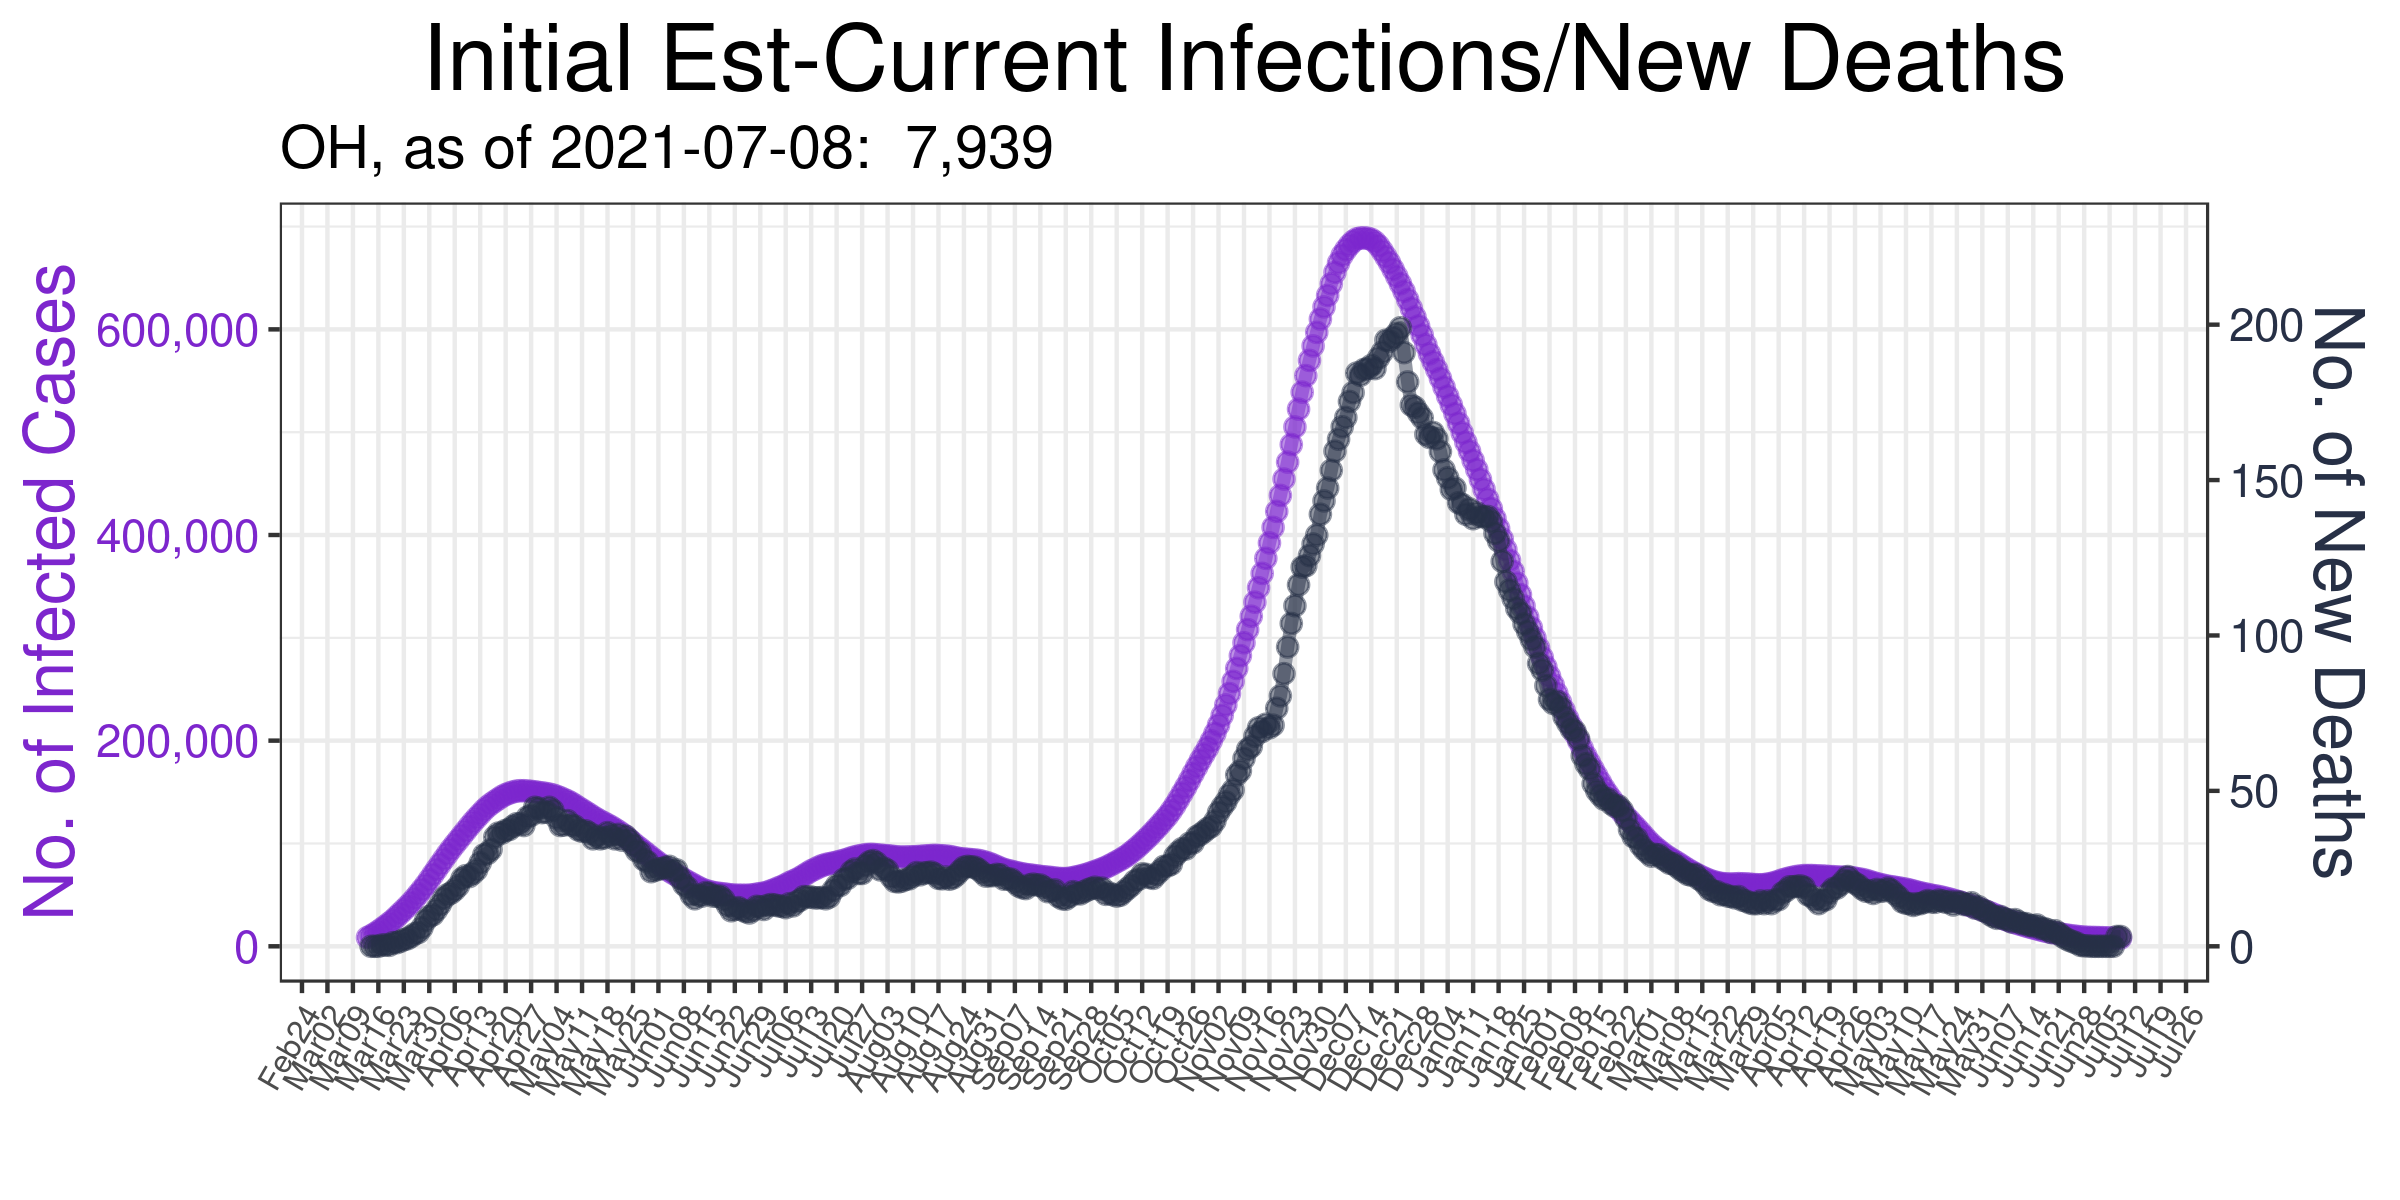 Initial Est-Current Infections/New Deaths
OH, as of 2021-07-08:  7,939
No. of Infected Cases
600,000
400,000
200,000
0
200
150
100
50
0
No. of New Deaths
Feb24
Mar02
Mar09
Mar16
Mar23
Mar30
Apr06
Apr13
Apr20
Apr27
May04
May11
May18
May25
Jun01
Jun08
Jun15
Jun22
Jun29
Jul06
Jul13
Jul20
Jul27
Aug03
Aug10
Aug17
Aug24
Aug31
Sep07
Sep14
Sep21
Sep28
Oct05
Oct12
Oct19
Oct26
Nov02
Nov09
Nov16
Nov23
Nov30
Dec07
Dec14
Dec21
Dec28
Jan04
Jan11
Jan18
Jan25
Feb01
Feb08
Feb15
Feb22
Mar01
Mar08
Mar15
Mar22
Mar29
Apr05
Apr12
Apr19
Apr26
May03
May10
May17
May24
May31
Jun07
Jun14
Jun21
Jun28
Jul05
Jul12
Jul19
Jul26